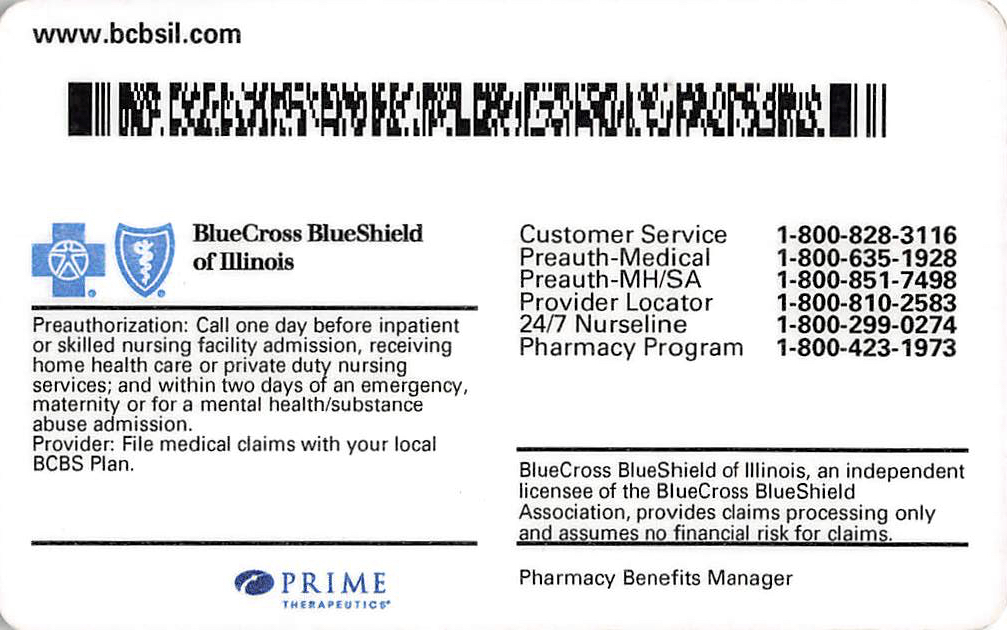 www.bcbsil.com
BlueCross BlueShield
of Illinois
Preauthorization: Call one day before inpatient
or skilled nursing facility admission, receiving
home health care or private duty nursing
services; and within two days of an emergency,
maternity or for a mental health/substance
abuse admission.
Provider: File medical claims with your local
BCBS Plan.
PRIME
THERAPEUTICS®
Customer Service 1-800-828-3116
Preauth-Medical 1-800-635-1928
Preauth-MH/SA 1-800-851-7498
Provider Locator 1-800-810-2583
24/7 Nurseline 1-800-299-0274
Pharmacy Program 1-800-423-1973
BlueCross BlueShield of Illinois, an independent
licensee of the BlueCross BlueShield
Association, provides claims processing only
and assumes no financial risk for claims.
Pharmacy Benefits Manager